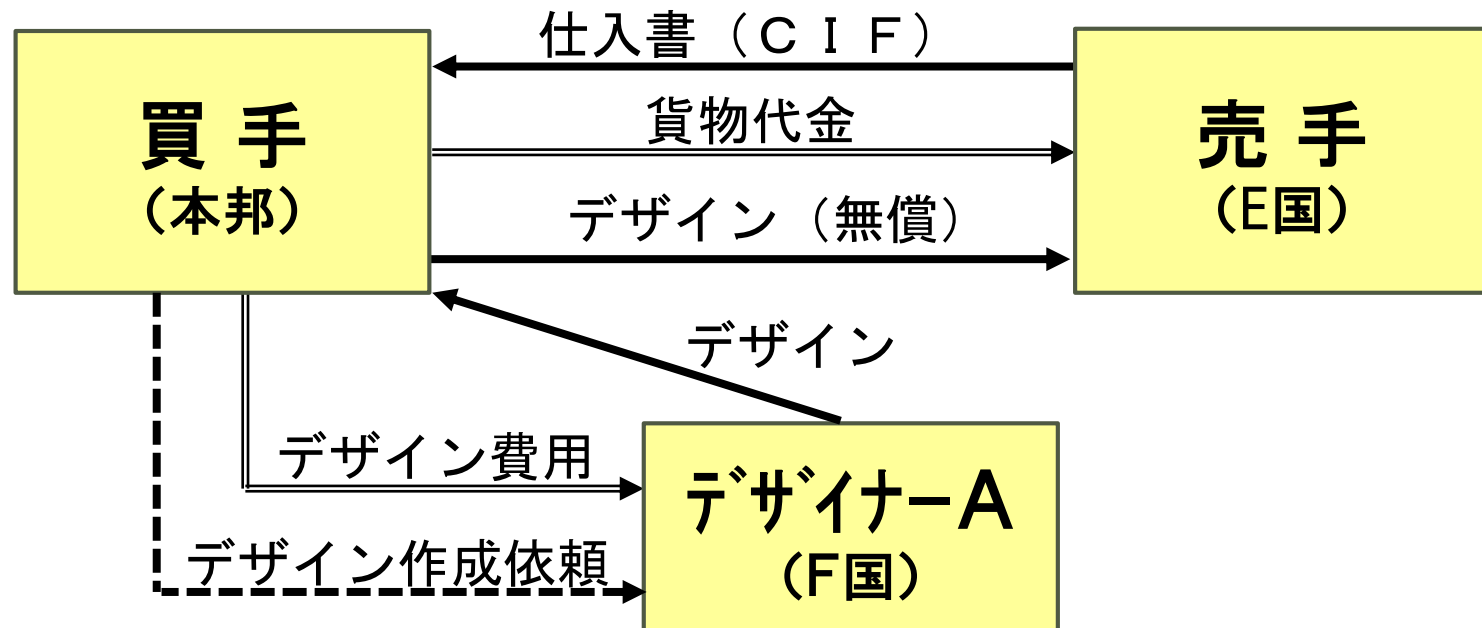 仕入書（ＣＩＦ）
買 手
（本邦）
貨物代金
売 手
（E国）
デザイン（無償）
デザイン
デザイン費用
ﾃﾞｻﾞｲﾅｰA
（F国）
デザイン作成依頼